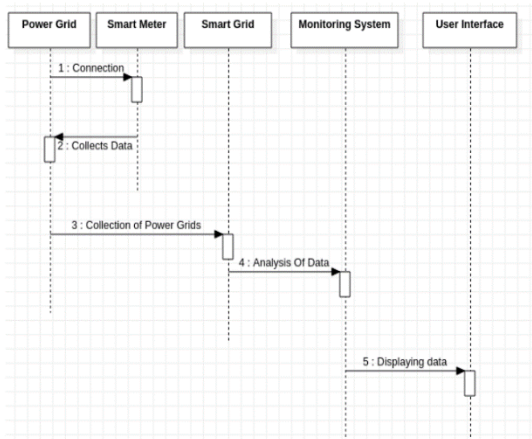 Power Grid
Smart Meter
Smart Grid
Monitoring System
User Interface
1 : Connection
2 : Collects Data
3 : Collection of Power Grids
4 : Analysis Of Data
5 : Displaying data